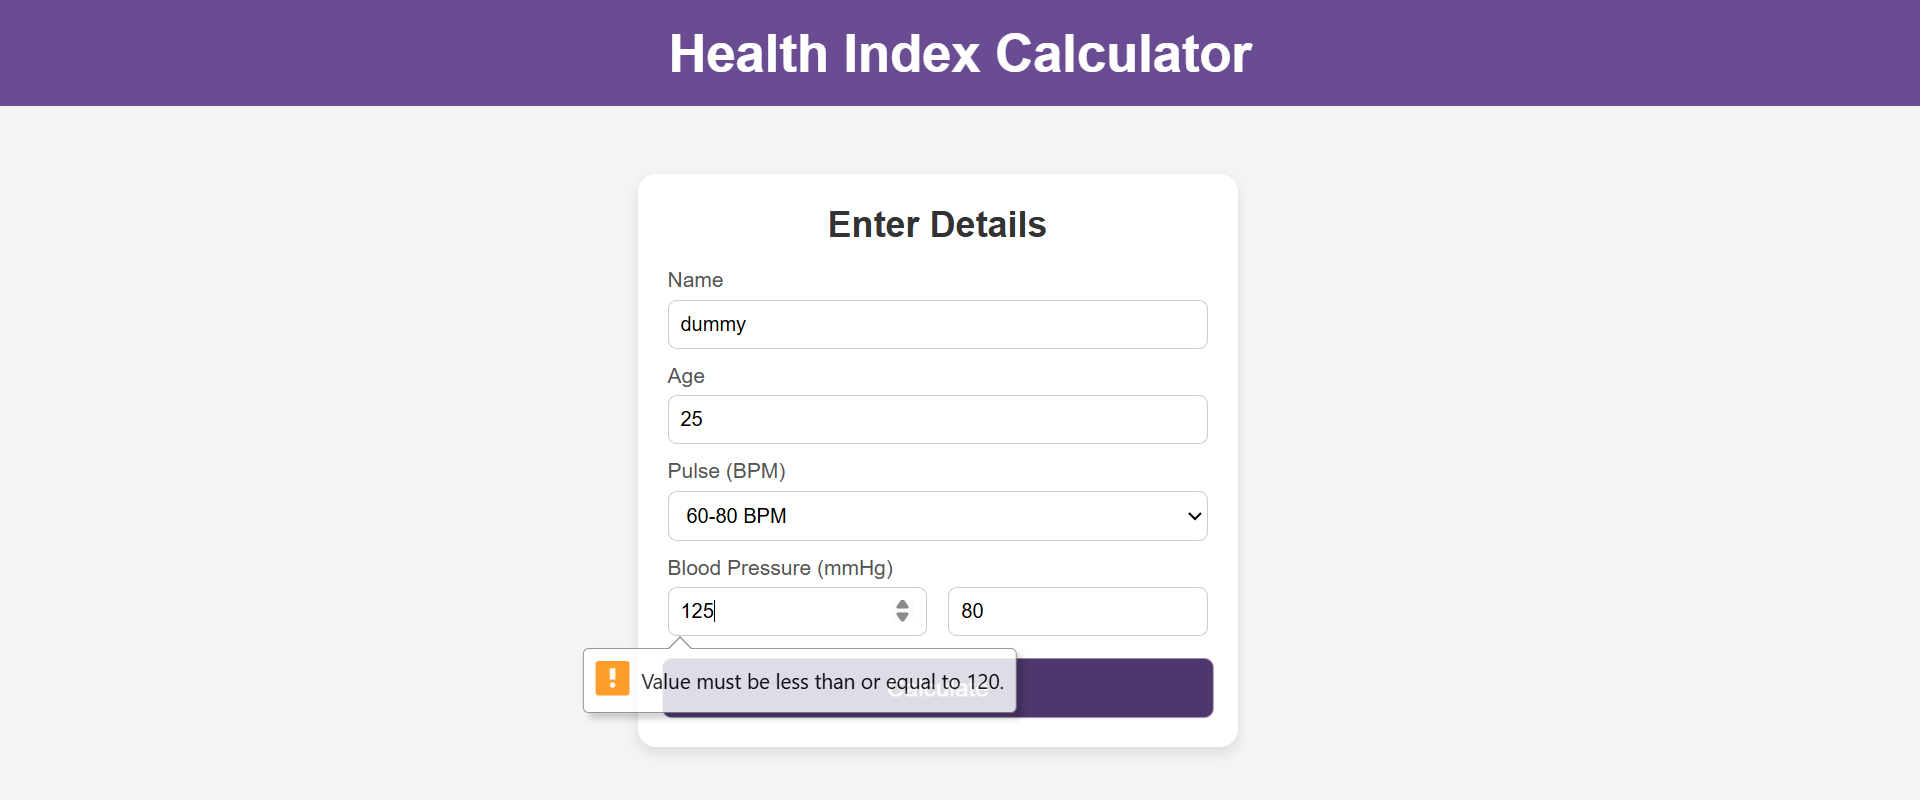 Health Index Calculator
Enter Details
Name
dummy
Age
25
Pulse (BPM)
60-80 BPM
Blood Pressure (mmHg)
125 80
Value must be less than or equal to 120.
Calculate